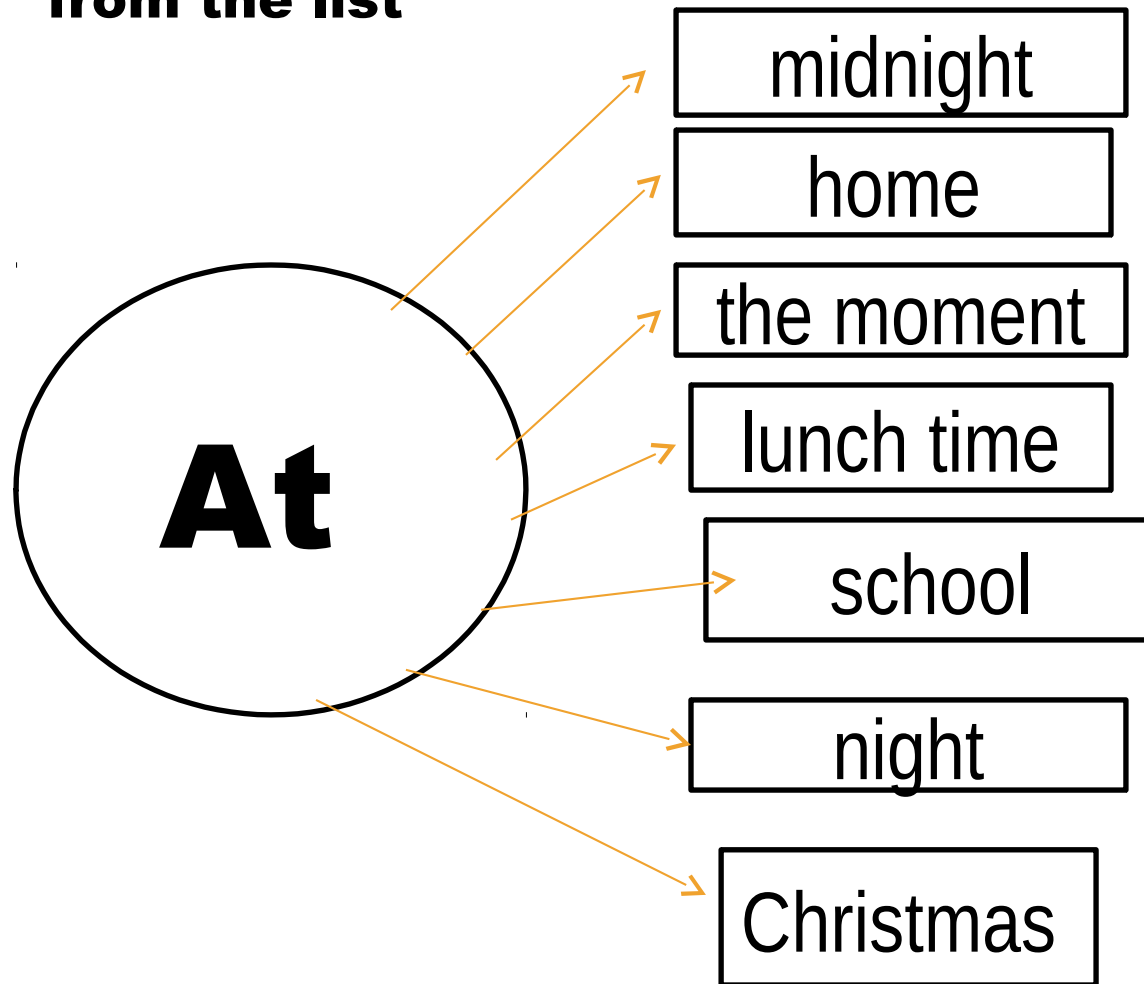 from the list
midnight
home
the moment
lunch time
At
school
night
Christmas